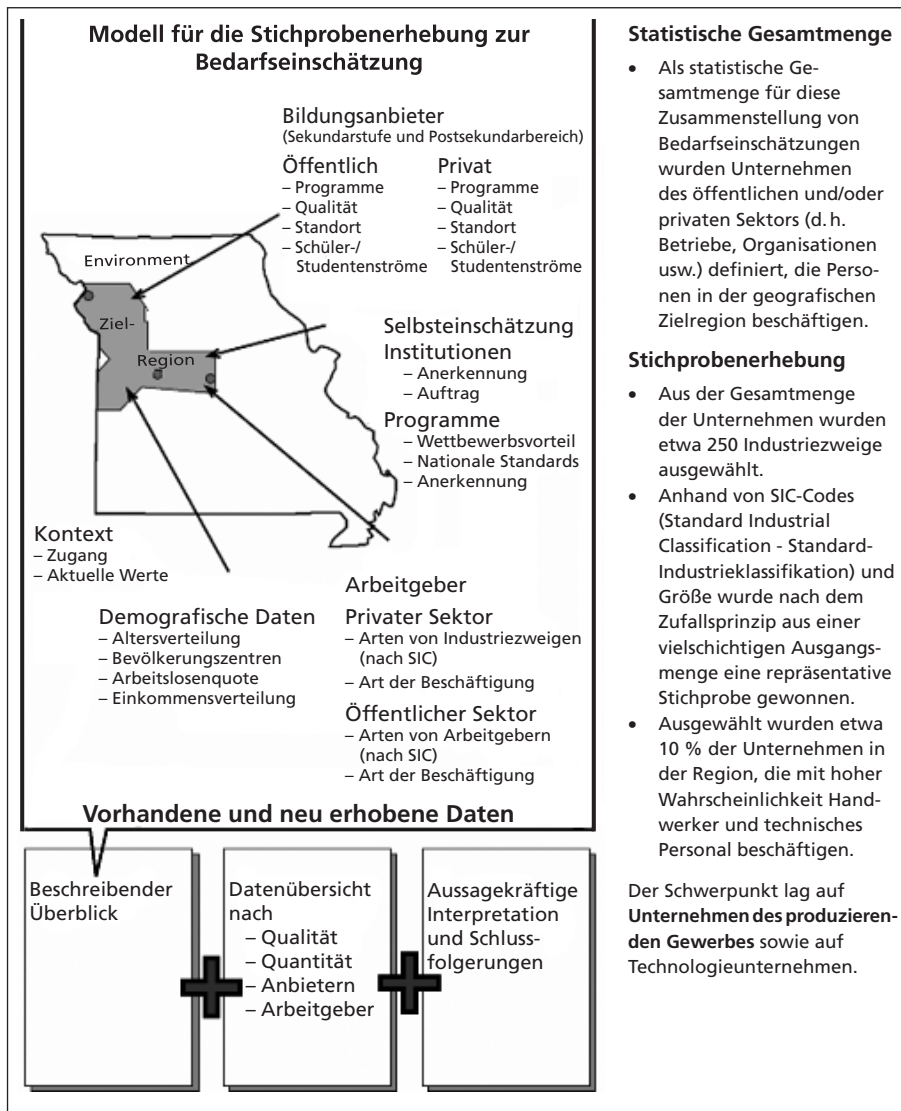 Modell für die Stichprobenerhebung zur
Bedarfseinschätzung
Bildungsanbieter
(Sekundarstufe und Postsekundarbereich)
Öffentlich
– Programme
– Qualität
– Standort
– Schüler-/
Studentenströme
Privat
– Programme
– Qualität
– Standort
– Schüler-/
Studentenströme
Environment
Ziel-
Region
Selbsteinschätzung
Institutionen
– Anerkennung
– Auftrag
Programme
– Wettbewerbsvorteil
– Nationale Standards
– Anerkennung
Kontext
– Zugang
– Aktuelle Werte
Demografische Daten
– Altersverteilung
– Bevölkerungszentren
– Arbeitslosenquote
– Einkommensverteilung
Arbeitgeber
Privater Sektor
– Arten von Industriezweigen
(nach SIC)
– Art der Beschäftigung
Öffentlicher Sektor
– Arten von Arbeitgebern
(nach SIC)
– Art der Beschäftigung
Vorhandene und neu erhobene Daten
Beschreibender
Überblick
Datenübersicht
nach
– Qualität
– Quantität
– Anbietern
– Arbeitgeber
Aussagekräftige
Interpretation
und Schluss-
folgerungen
Statistische Gesamtmenge
• Als statistische Ge-
samtmenge für diese
Zusammenstellung von
Bedarfseinschätzungen
wurden Unternehmen
des öffentlichen und/oder
privaten Sektors (d. h.
Betriebe, Organisationen
usw.) definiert, die Perso-
nen in der geografischen
Zielregion beschäftigen.
Stichprobenerhebung
• Aus der Gesamtmenge
der Unternehmen wurden
etwa 250 Industriezweige
ausgewählt.
• Anhand von SIC-Codes
(Standard Industrial
Classification - Standard-
Industrieklassifikation) und
Größe wurde nach dem
Zufallsprinzip aus einer
vielschichtigen Ausgangs-
menge eine repräsentative
Stichprobe gewonnen.
• Ausgewählt wurden etwa
10 % der Unternehmen in
der Region, die mit hoher
Wahrscheinlichkeit Hand-
werker und technisches
Personal beschäftigen.
Der Schwerpunkt lag auf
Unternehmen des produzieren-
den Gewerbes sowie auf
Technologieunternehmen.